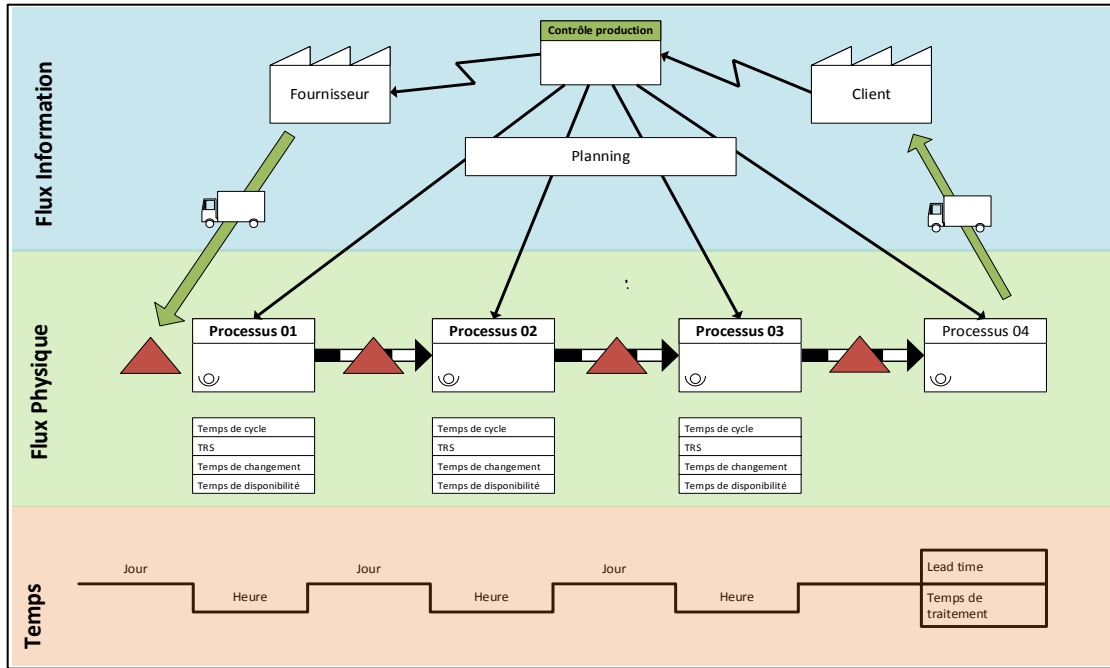 Flux Information
Contrôle production
Fournisseur
Client
Planning
Flux Physique
Processus 01
Processus 02
Processus 03
Processus 04
Temps de cycle
TRS
Temps de changement
Temps de disponibilité
Temps de cycle
TRS
Temps de changement
Temps de disponibilité
Temps de cycle
TRS
Temps de changement
Temps de disponibilité
Temps
Jour
Heure
Jour
Heure
Jour
Heure
Lead time
Temps de
traitement